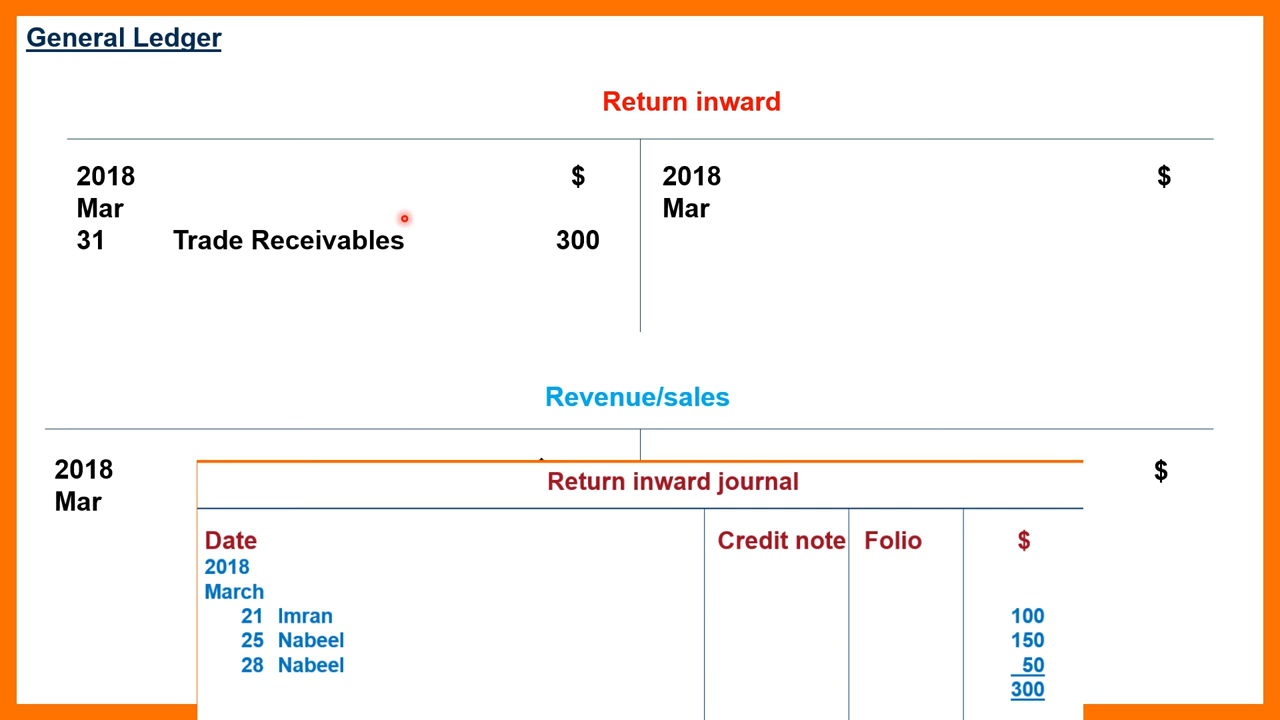 General Ledger
Return inward
2018 $ 2018 $
Mar Mar
31 Trade Receivables 300
Revenue/sales
2018 $
Mar
Return inward journal
Date Credit note Folio $
2018
March
21 Imran 100
25 Nabeel 150
28 Nabeel 50
300